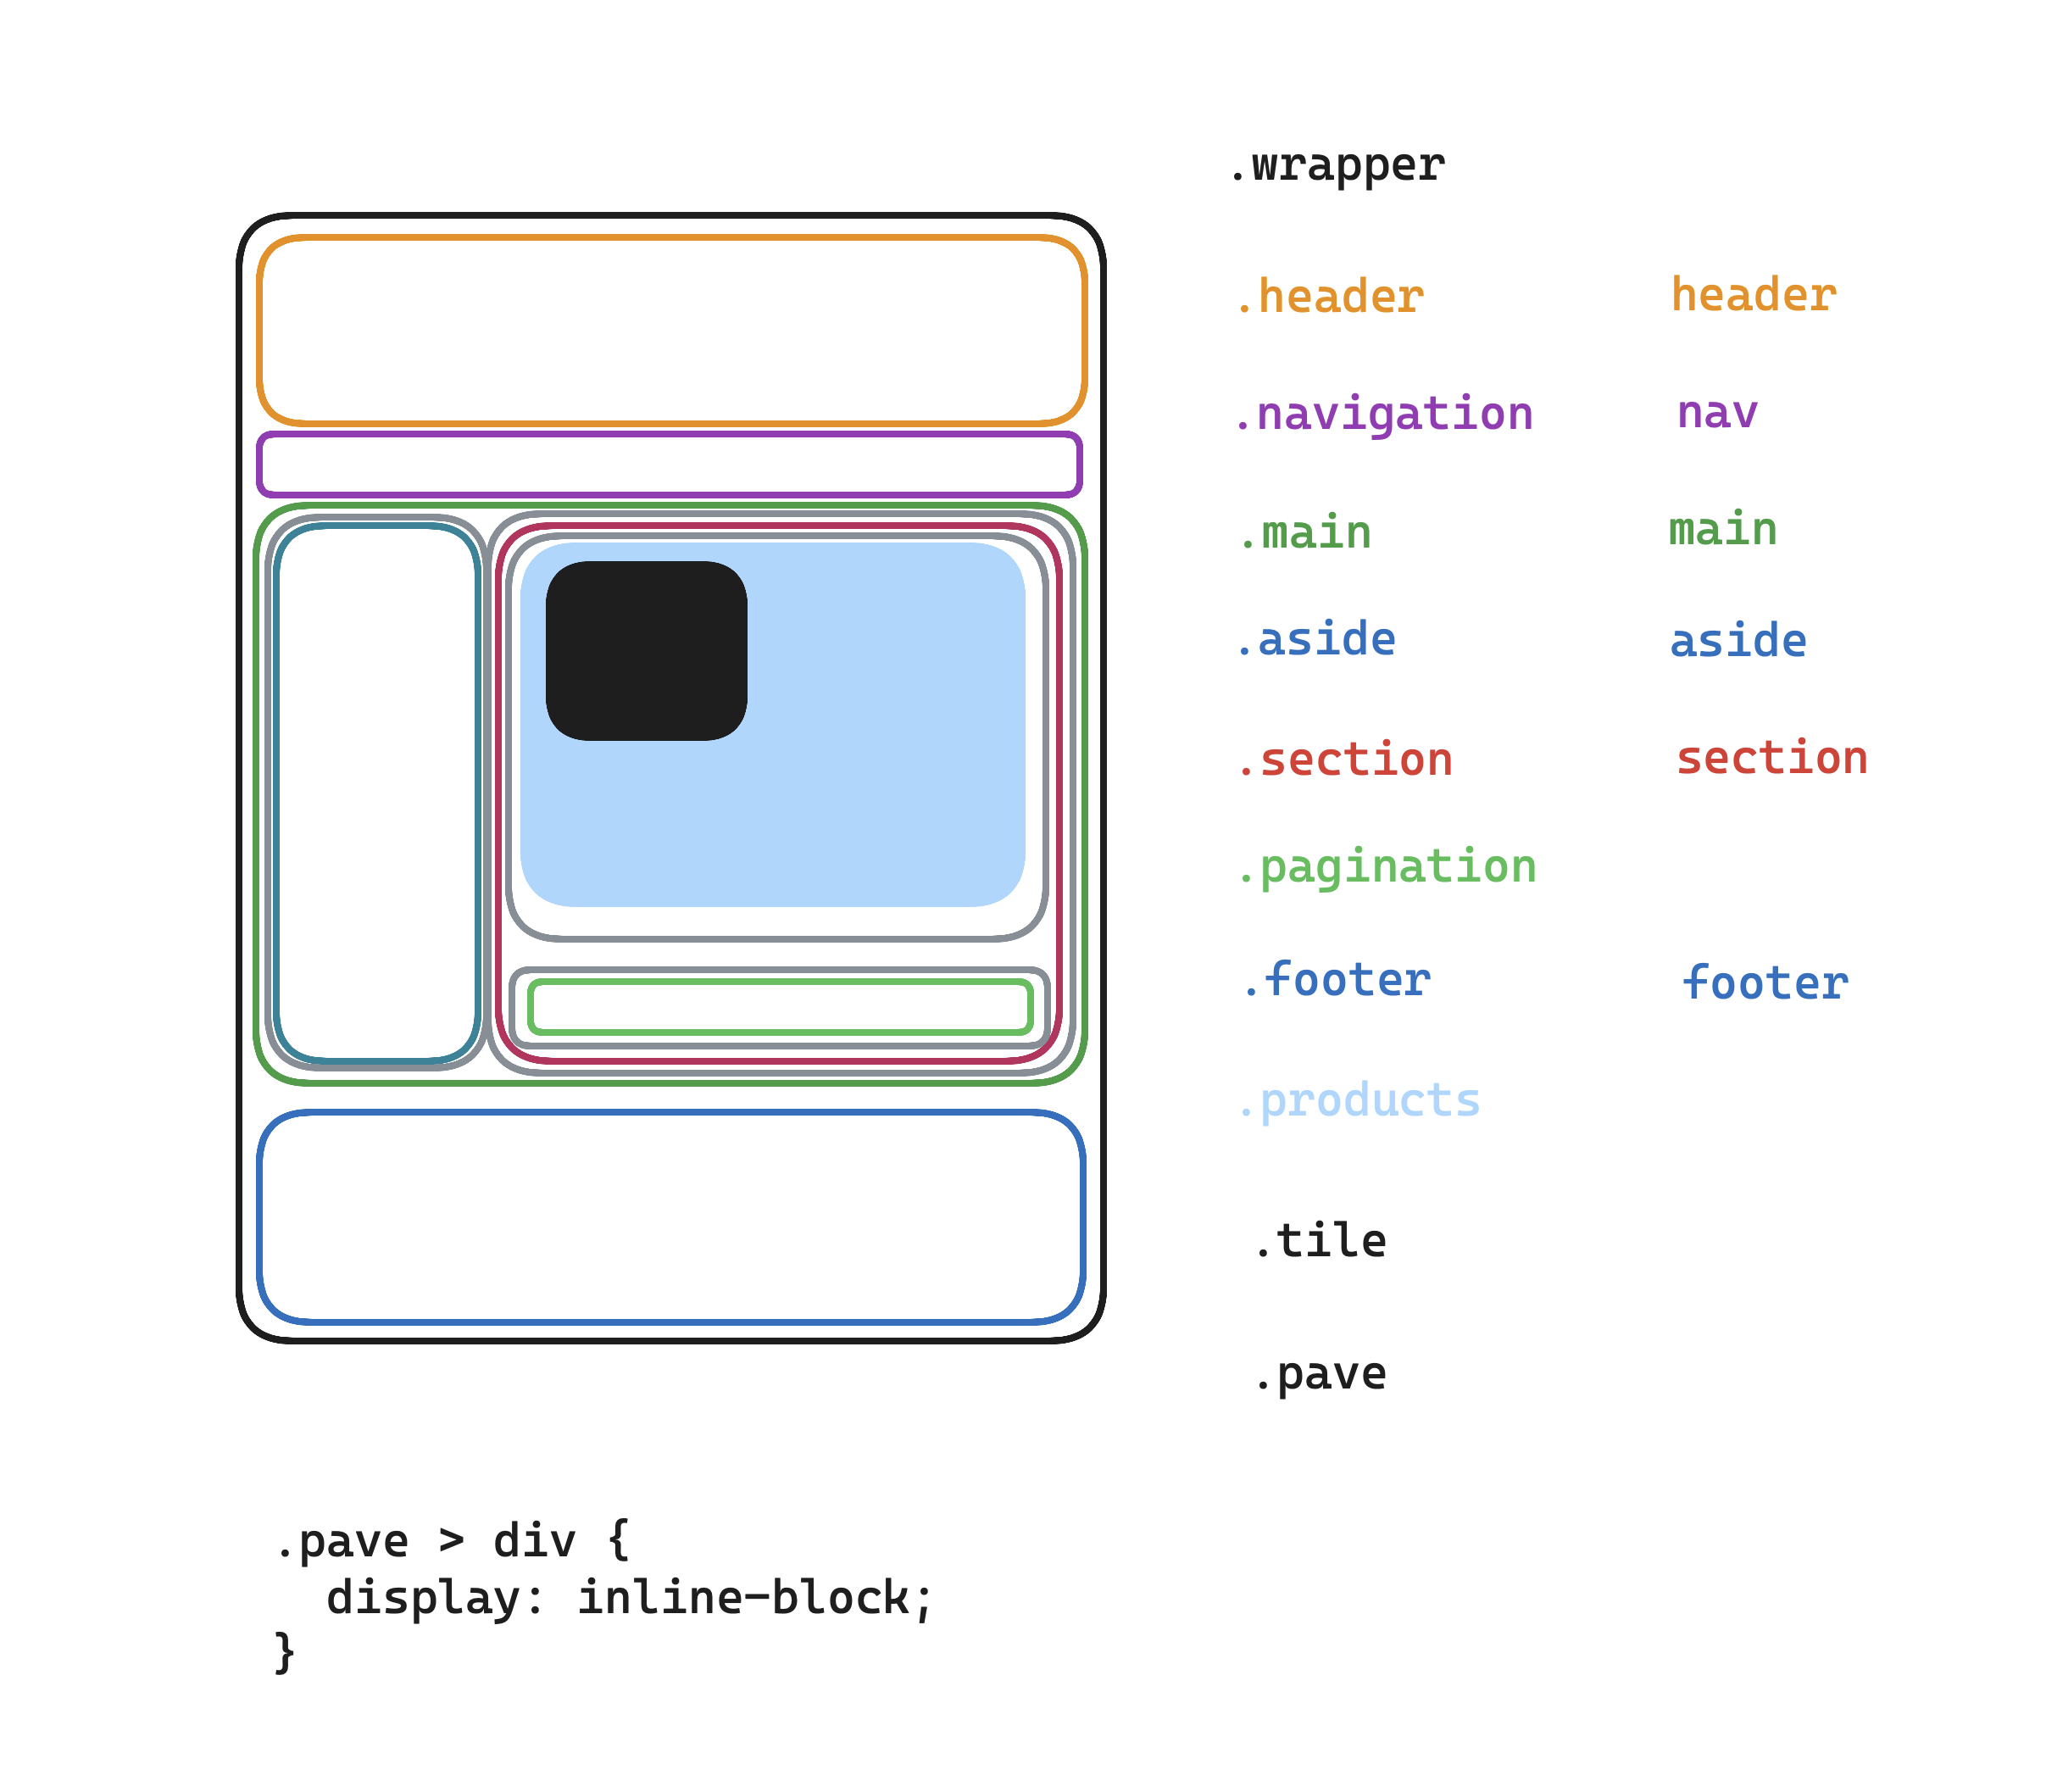 .wrapper
.header header
.navigation nav
.main main
.aside aside
.section section
.pagination
.footer footer
.products
.tile
.pave
.pave > div {
display: inline-block;
}